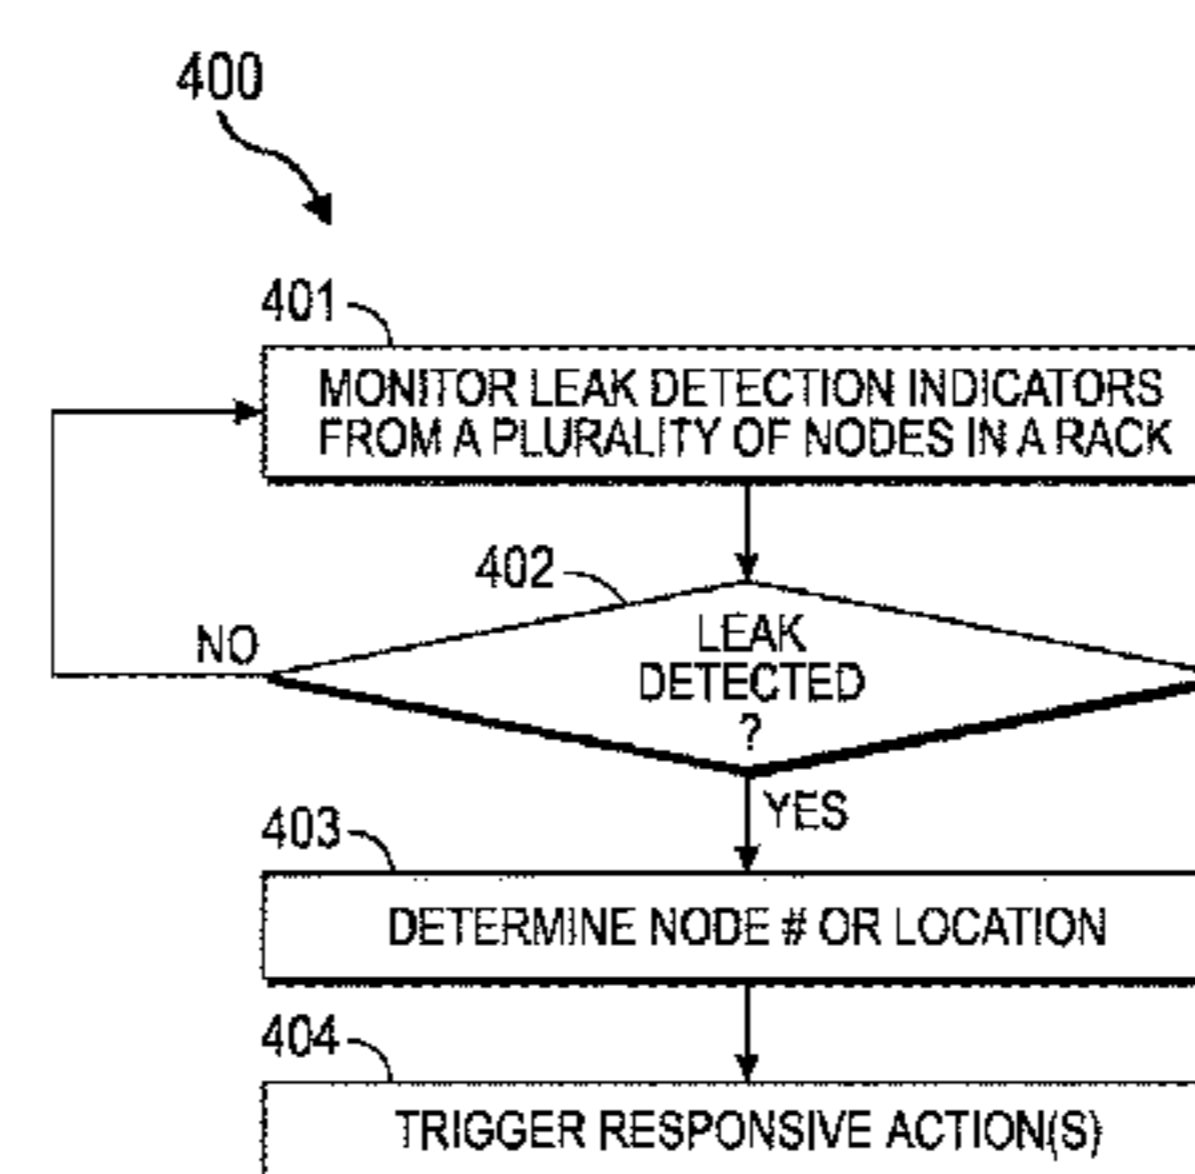 400
401
MONITOR LEAK DETECTION INDICATORS
FROM A PLURALITY OF NODES IN A RACK
402
LEAK
DETECTED
?
NO
YES
403
DETERMINE NODE # OR LOCATION
404
TRIGGER RESPONSIVE ACTION(S)